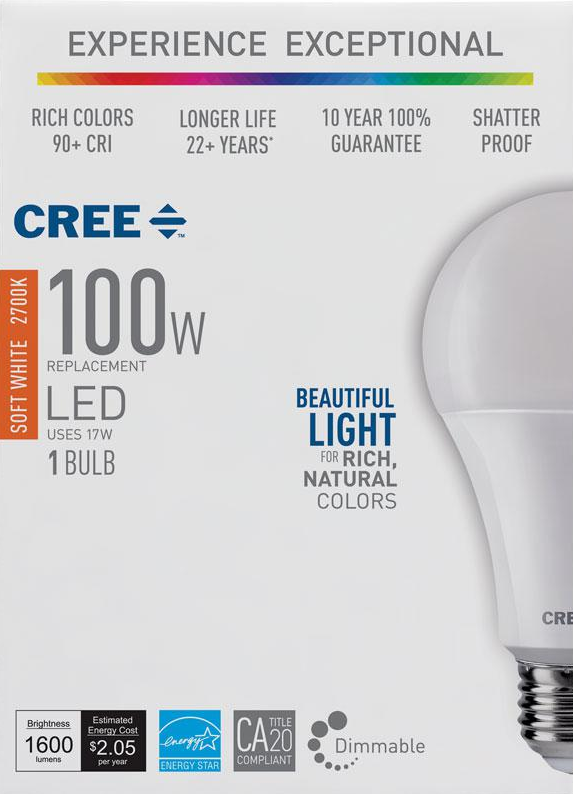 EXPERIENCE EXCEPTIONAL
RICH COLORS
90+ CRI
LONGER LIFE
22+ YEARS*
10 YEAR 100%
GUARANTEE
SHATTER
PROOF
CREE
™
SOFT WHITE 2700K
100W
REPLACEMENT
LED
USES 17W
1 BULB
BEAUTIFUL
LIGHT
FOR RICH,
NATURAL
COLORS
CRE
Brightness
1600
lumens
Estimated
Energy Cost
$2.05
per year
energy
ENERGY STAR
CA TITLE 20
COMPLIANT
Dimmable